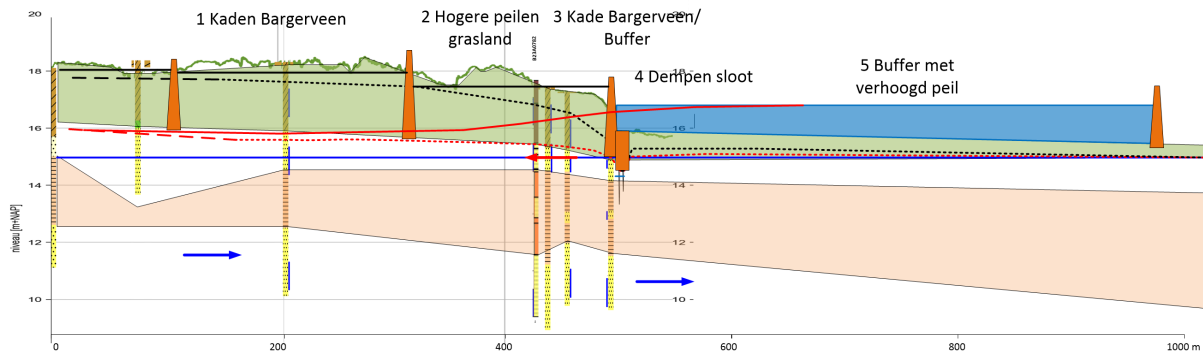 20
1 Kaden Bargerveen
2 Hogere peilen
grasland
3 Kade Bargerveen/
Buffer
20
4 Dempen sloot
5 Buffer met
verhoogd peil
18
18
16
16
14
14
12
12
10
10
niveau [m+NAP]
0
200
400
600
800
1000 m